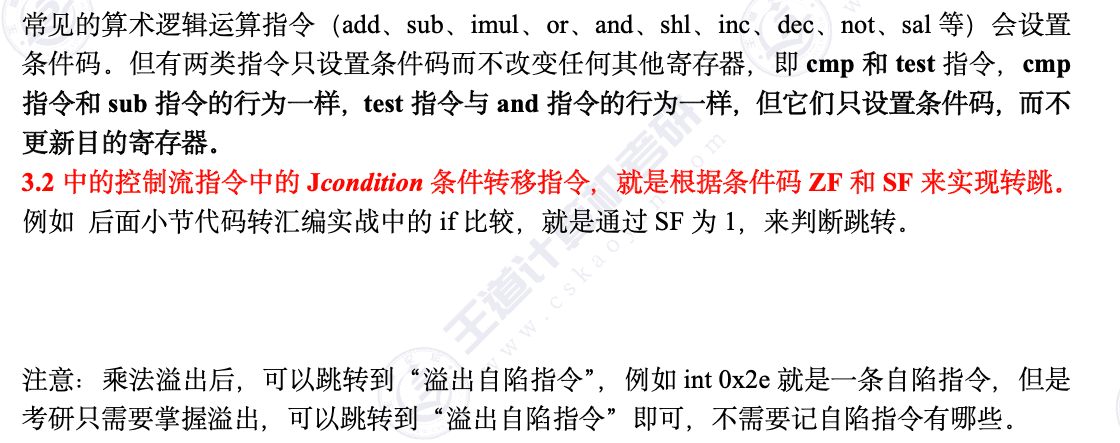 常见的算术逻辑运算指令（add、sub、imul、or、and、shl、inc、dec、not、sal 等）会设置
条件码。但有两类指令只设置条件码而不改变任何其他寄存器，即 cmp 和 test 指令，cmp
指令和 sub 指令的行为一样，test 指令与 and 指令的行为一样，但它们只设置条件码，而不
更新目的寄存器。
3.2 中的控制流指令中的 Jcondition 条件转移指令，就是根据条件码 ZF 和 SF 来实现转跳。
例如 后面小节代码转汇编实战中的 if 比较，就是通过 SF 为 1，来判断跳转。
王道计算机考研
www.cskaoyan.com
注意：乘法溢出后，可以跳转到“溢出自陷指令”，例如 int 0x2e 就是一条自陷指令，但是
考研只需要掌握溢出，可以跳转到“溢出自陷指令”即可，不需要记自陷指令有哪些。